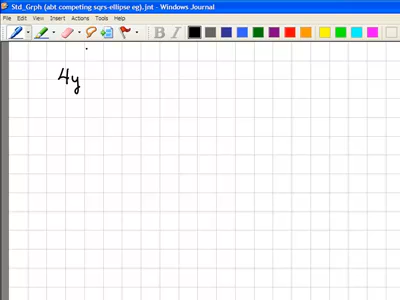 Std_Grph (abt competing sqrs-ellipse eg).jnt - Windows Journal
File Edit View Insert Actions Tools Help
B I
4y